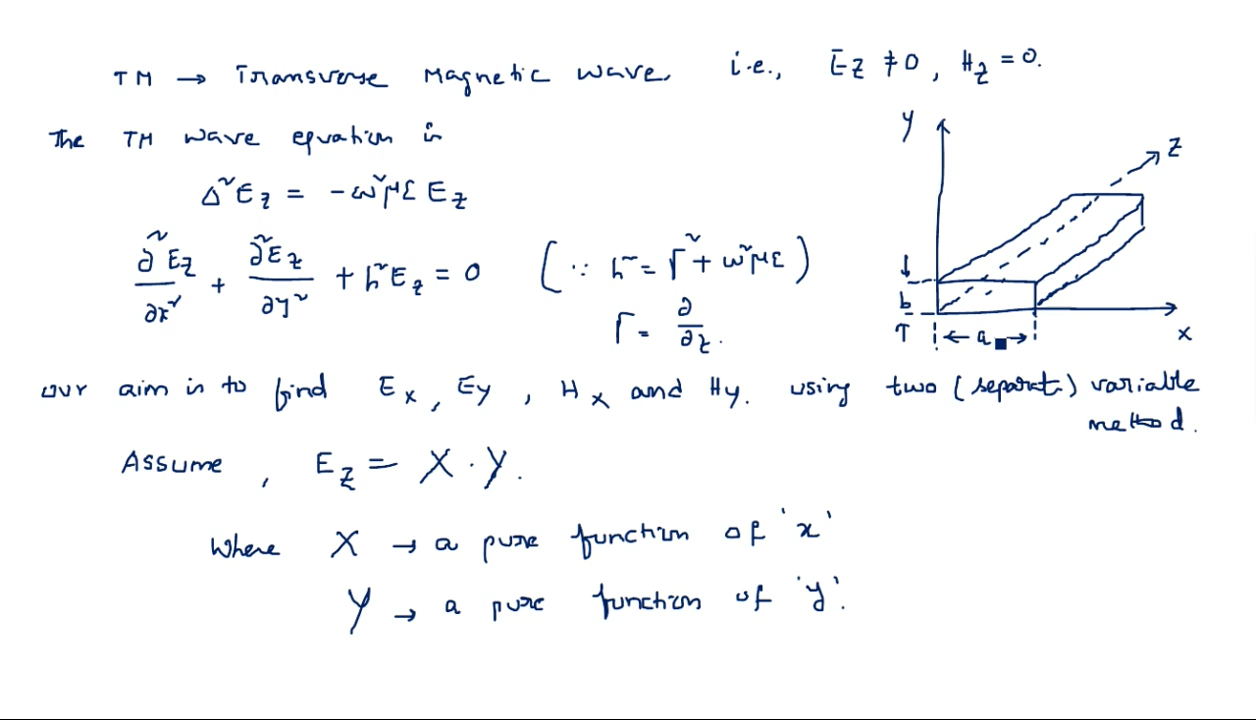 TM → Transverse Magnetic wave. i.e., Ez ≠ 0, Hz = 0.
The TM wave equation is
∆²Ez = -ω²με Ez
∂²Ez/∂x² + ∂²Ez/∂y² + h²Ez = 0 (∵ h² = Γ² + ω²με)
Γ = ∂/∂z.
y
z
b
a
x
our aim is to find Ex, Ey, Hx and Hy. using two (separat.) variable
method.
Assume, Ez = X · Y.
Where X → a pure function of 'x'
Y → a pure function of 'y'.